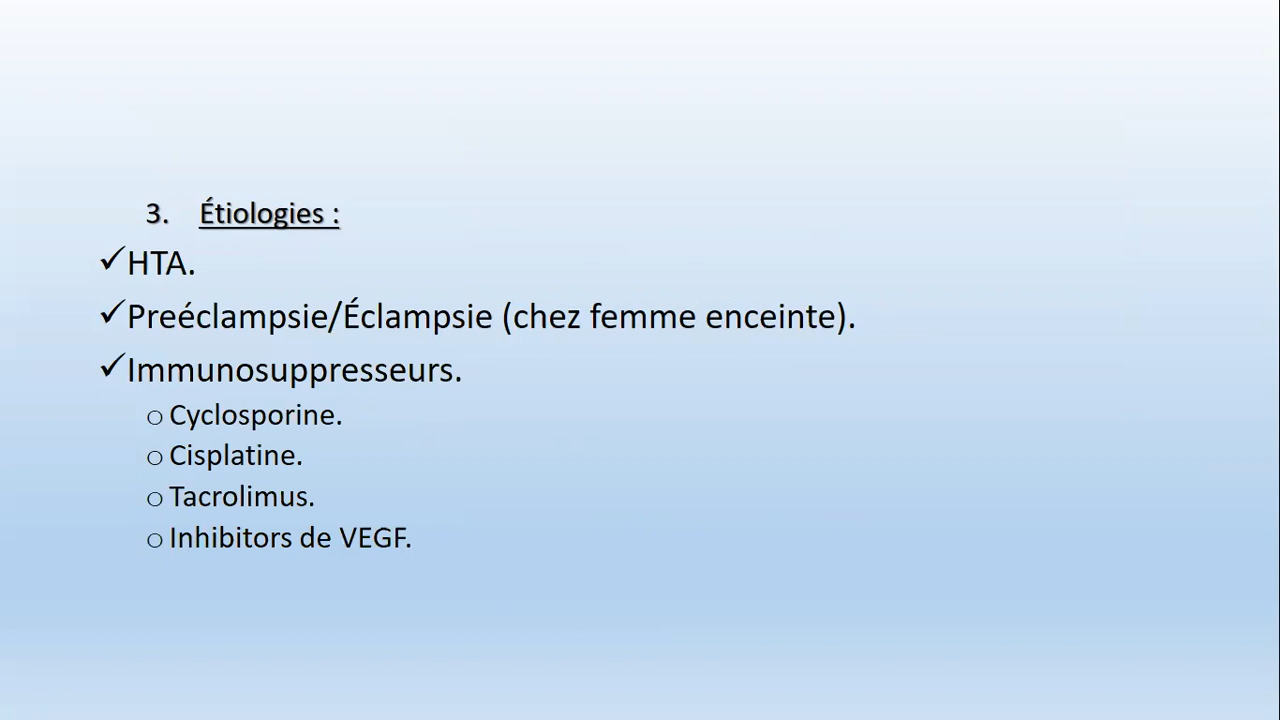 3. Étiologies :
✓HTA.
✓Preéclampsie/Éclampsie (chez femme enceinte).
✓Immunosuppresseurs.
o Cyclosporine.
o Cisplatine.
o Tacrolimus.
o Inhibitors de VEGF.